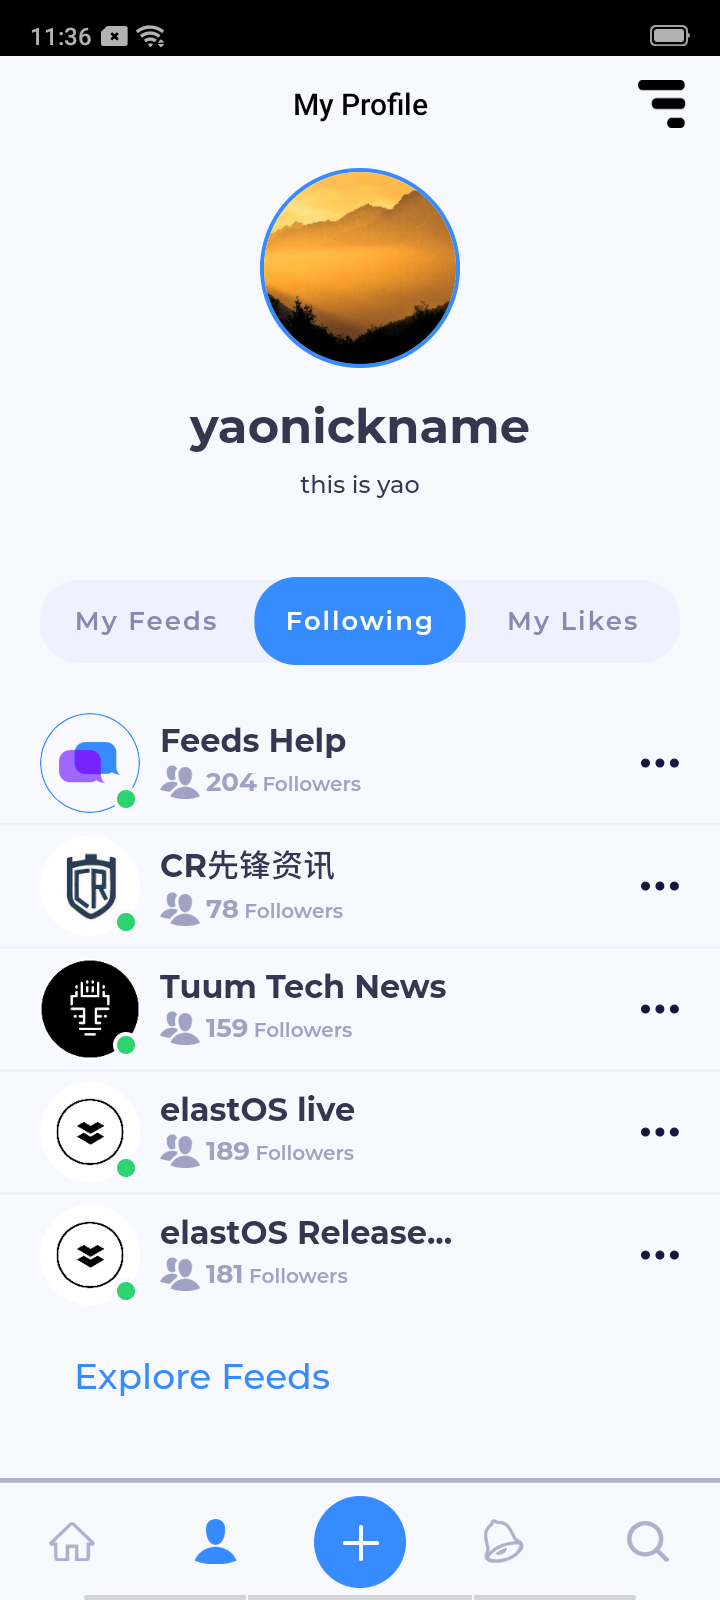 11:36
My Profile
yaonickname
this is yao
My Feeds
Following
My Likes
Feeds Help
204 Followers
CR
CR先锋资讯
78 Followers
Tuum Tech News
159 Followers
elastOS live
189 Followers
elastOS Release...
181 Followers
Explore Feeds